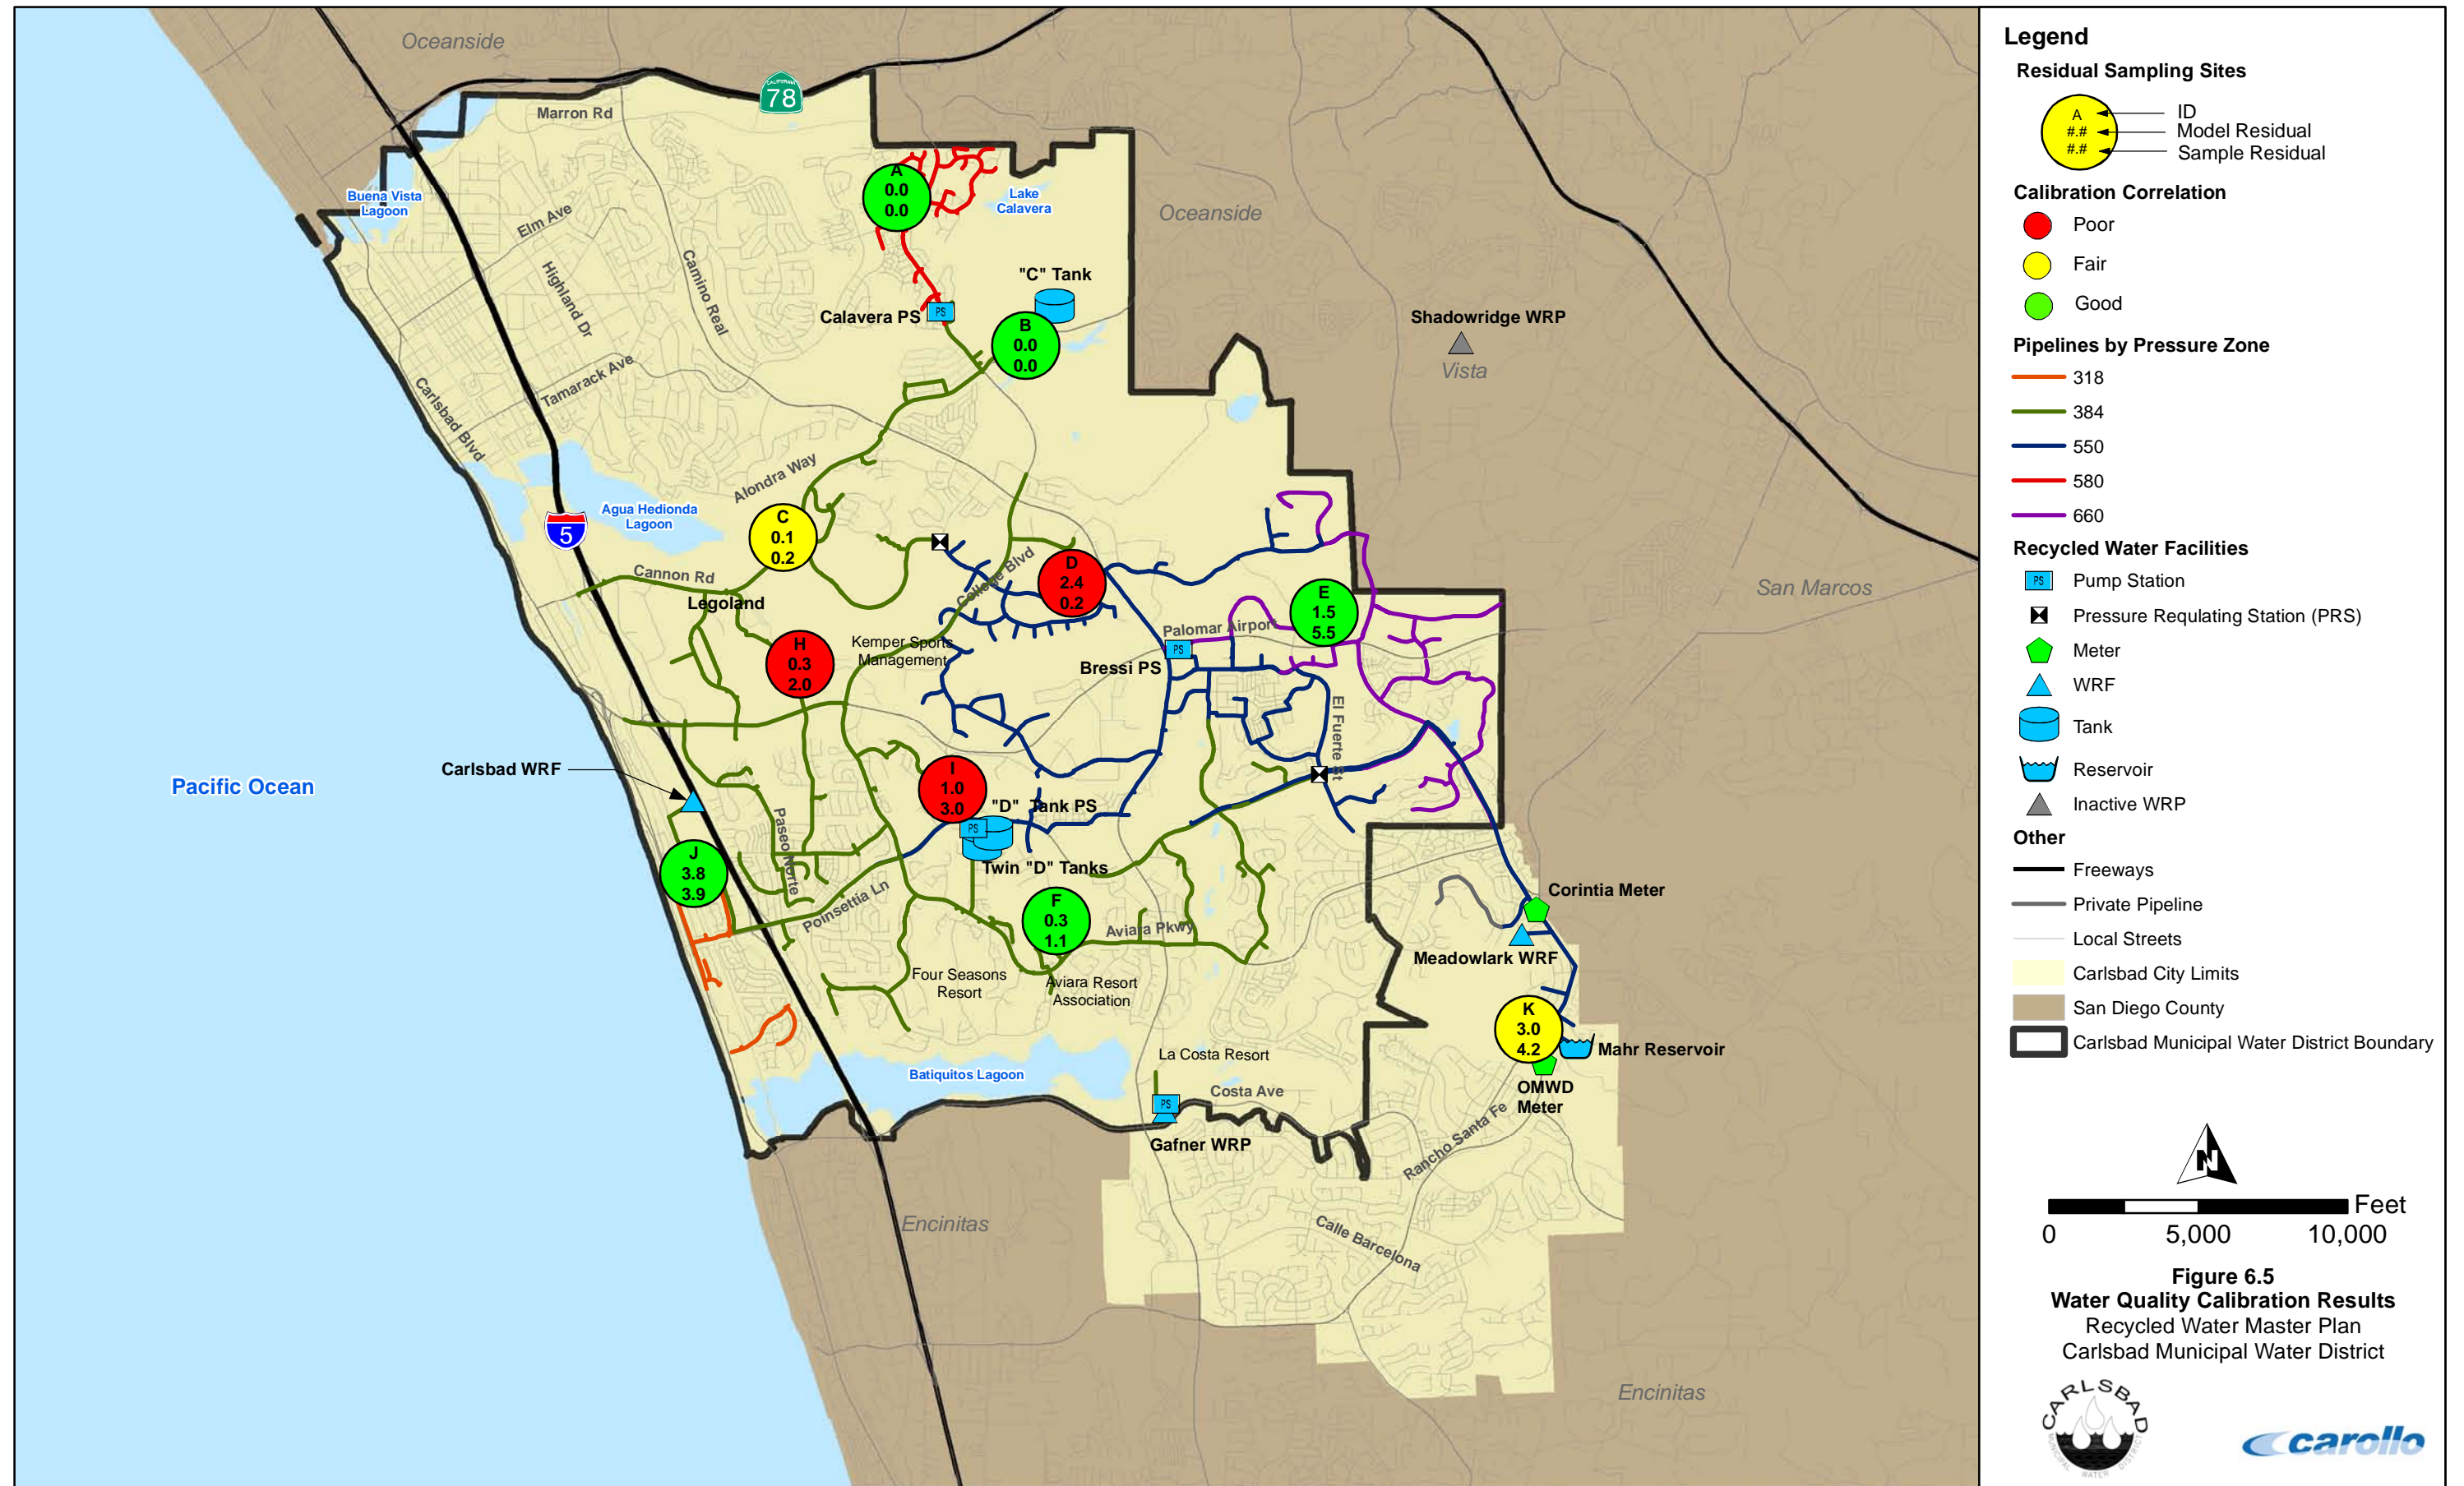 Oceanside
CALIFORNIA
78
Marron Rd
Buena Vista
Lagoon
Elm Ave
Highland Dr
Camino Real
Tamarack Ave
Carlsbad Blvd
A
0.0
0.0
Lake
Calavera
Oceanside
"C" Tank
Calavera PS
PS
B
0.0
0.0
Shadowridge WRP
Vista
Alondra Way
Agua Hedionda
Lagoon
5
C
0.1
0.2
Cannon Rd
Legoland
College Blvd
D
2.4
0.2
E
1.5
5.5
San Marcos
H
0.3
2.0
Kemper Sports
Management
Palomar Airport
PS
Bressi PS
El Fuerte St
Carlsbad WRF
Pacific Ocean
I
1.0
3.0
"D" Tank PS
PS
Twin "D" Tanks
Paseo Norte
J
3.8
3.9
Poinsettia Ln
F
0.3
1.1
Aviara Pkwy
Four Seasons
Resort
Aviara Resort
Association
Corintia Meter
Meadowlark WRF
K
3.0
4.2
Mahr Reservoir
OMWD
Meter
La Costa Resort
Batiquitos Lagoon
Costa Ave
PS
Gafner WRP
Rancho Santa Fe
Calle Barcelona
Encinitas
Encinitas
Legend
Residual Sampling Sites
A
#.#
#.#
ID
Model Residual
Sample Residual
Calibration Correlation
Poor
Fair
Good
Pipelines by Pressure Zone
318
384
550
580
660
Recycled Water Facilities
PS
Pump Station
Pressure Requlating Station (PRS)
Meter
WRF
Tank
Reservoir
Inactive WRP
Other
Freeways
Private Pipeline
Local Streets
Carlsbad City Limits
San Diego County
Carlsbad Municipal Water District Boundary
N
Feet
0 5,000 10,000
Figure 6.5
Water Quality Calibration Results
Recycled Water Master Plan
Carlsbad Municipal Water District
CARLSBAD
MUNICIPAL WATER DISTRICT
carollo